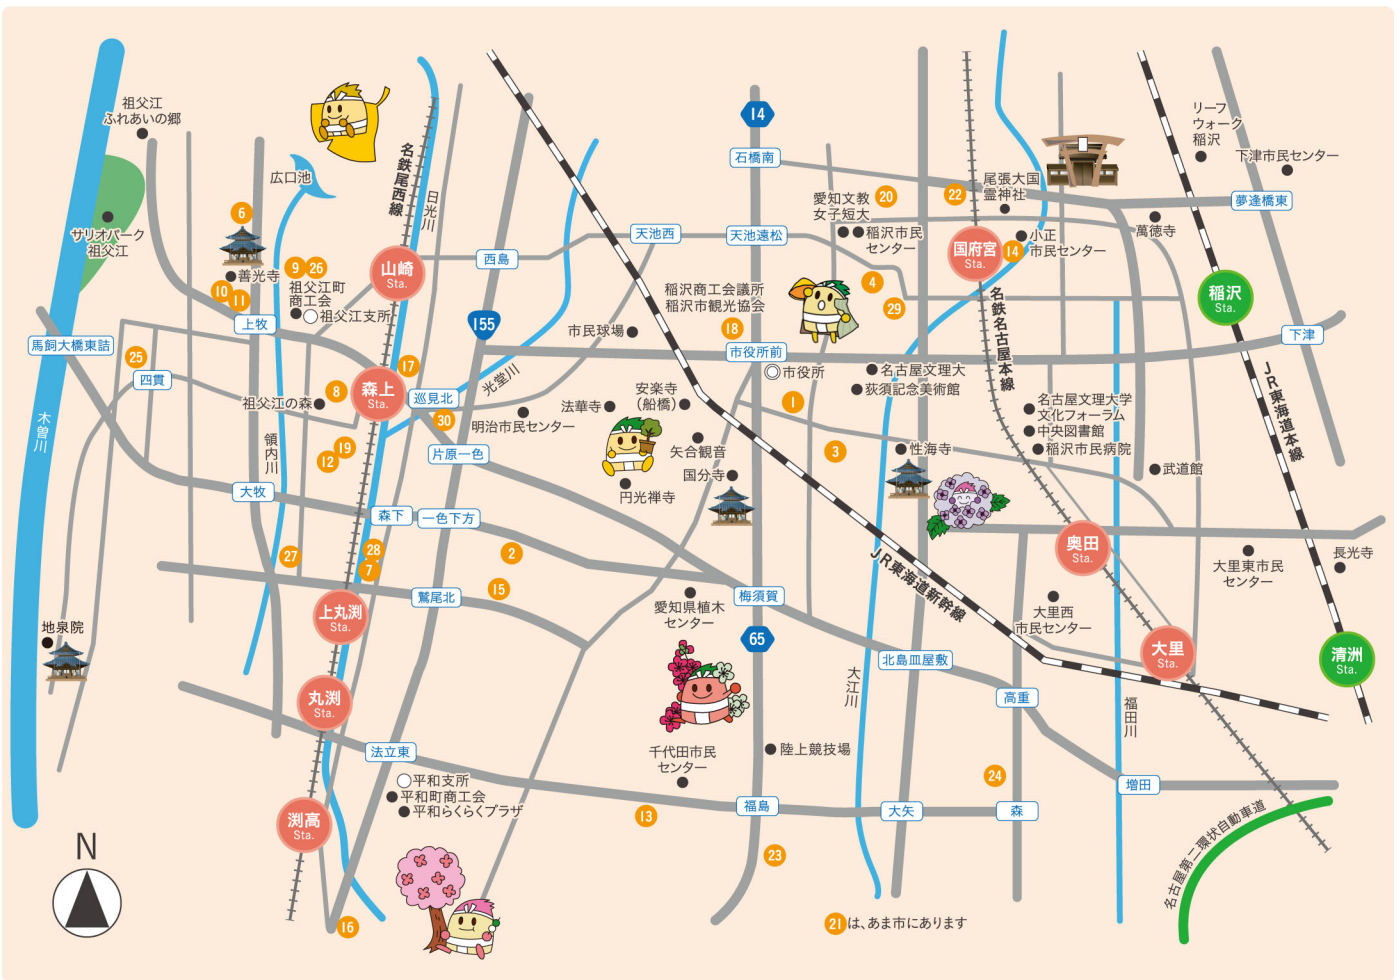 祖父江
ふれあいの郷
サリオパーク
祖父江
広口池
6
善光寺
10
11
9
26
祖父江町
商工会
祖父江支所
上牧
馬飼大橋東詰
25
四貫
木曽川
祖父江の森
8
領内川
19
12
大牧
27
地泉院
名鉄尾西線
日光川
山崎
Sta.
西島
155
17
森上
Sta.
巡見北
30
光堂川
片原一色
森下
一色下方
28
7
2
15
鷲尾北
上丸渕
Sta.
丸渕
Sta.
法立東
平和支所
平和町商工会
平和らくらくプラザ
渕高
Sta.
16
N
14
石橋南
天池西
天池遠松
稲沢商工会議所
稲沢市観光協会
18
市民球場
市役所前
市役所
明治市民センター
法華寺
安楽寺
(船橋)
矢合観音
国分寺
円光禅寺
愛知県植木
センター
梅須賀
65
千代田市民
センター
陸上競技場
13
福島
23
21は、あま市にあります
愛知文教
女子短大
20
稲沢市民
センター
22
尾張大国
霊神社
国府宮
Sta.
14
小正
市民センター
4
29
名鉄名古屋本線
名古屋文理大
荻須記念美術館
1
3
性海寺
名古屋文理大学
文化フォーラム
中央図書館
稲沢市民病院
武道館
萬徳寺
リーフ
ウォーク
稲沢
下津市民センター
夢逢橋東
稲沢
Sta.
下津
JR東海道本線
JR東海道新幹線
奥田
Sta.
大里東市民
センター
長光寺
大里西
市民センター
大里
Sta.
清洲
Sta.
北島皿屋敷
大江川
高重
福田川
24
増田
大矢
森
名古屋第二環状自動車道